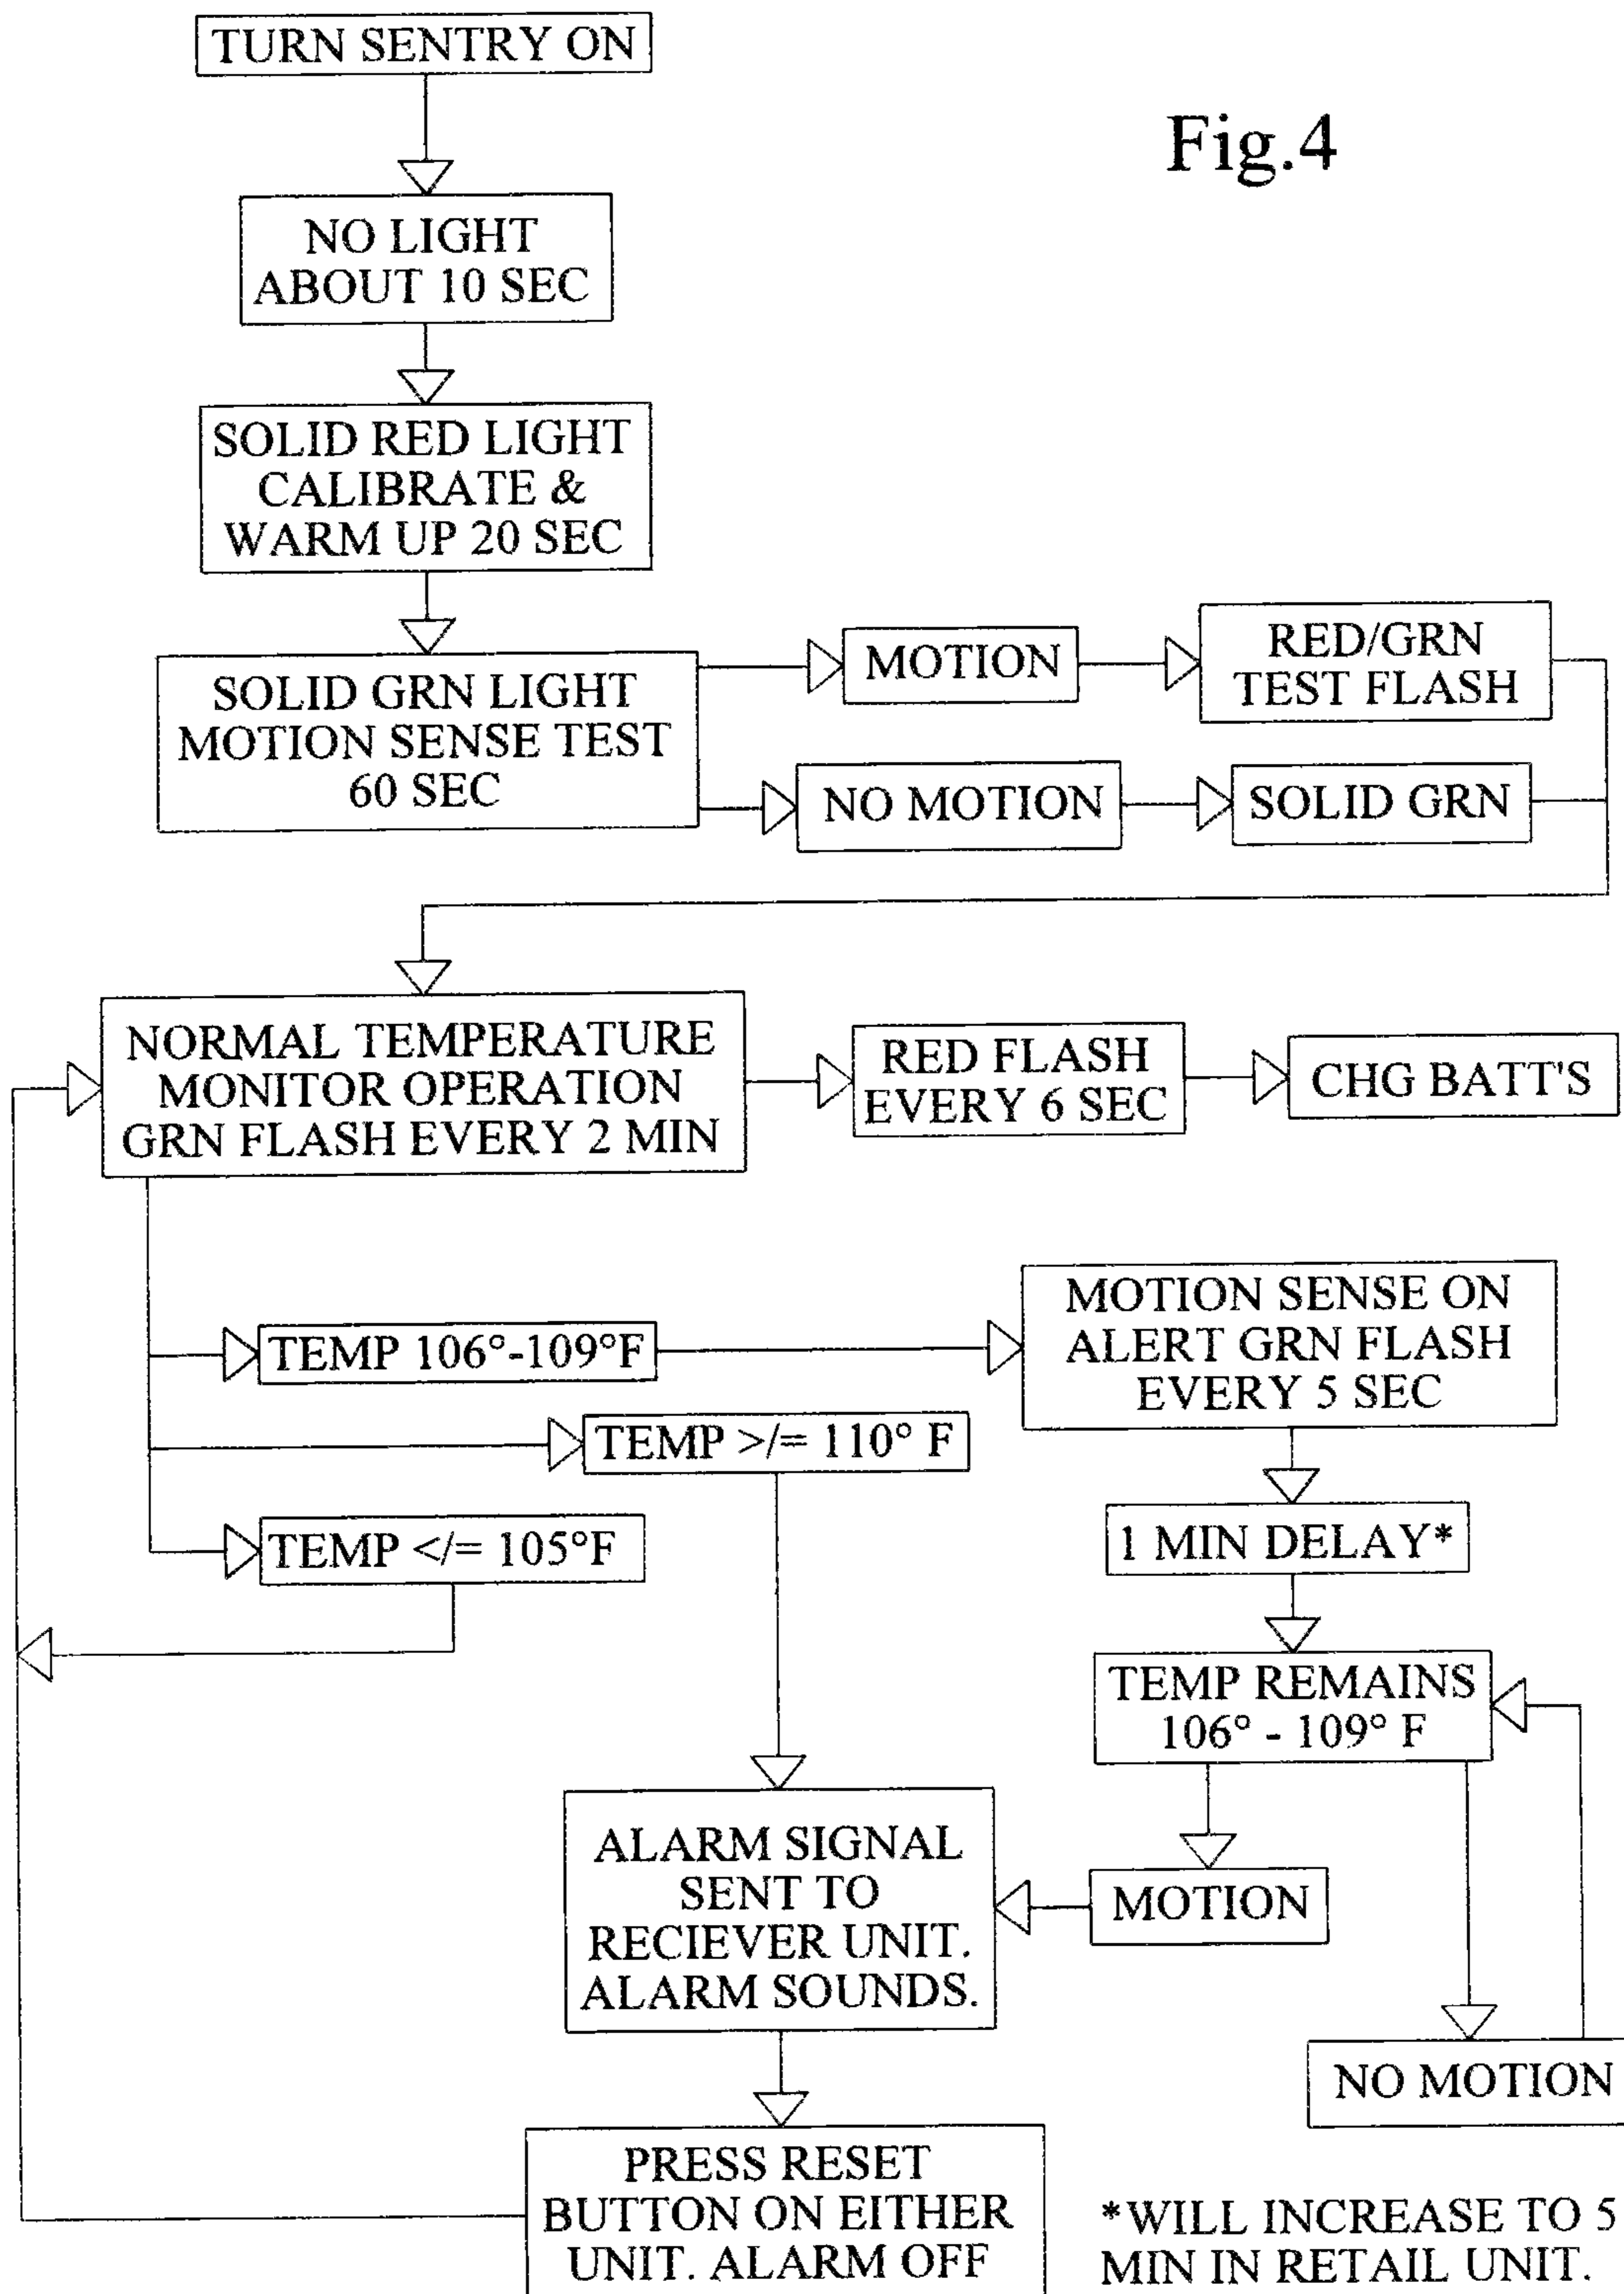 TURN SENTRY ON
Fig.4
NO LIGHT
ABOUT 10 SEC
SOLID RED LIGHT
CALIBRATE &
WARM UP 20 SEC
SOLID GRN LIGHT
MOTION SENSE TEST
60 SEC
MOTION
RED/GRN
TEST FLASH
NO MOTION
SOLID GRN
NORMAL TEMPERATURE
MONITOR OPERATION
GRN FLASH EVERY 2 MIN
RED FLASH
EVERY 6 SEC
CHG BATT'S
TEMP 106°-109°F
MOTION SENSE ON
ALERT GRN FLASH
EVERY 5 SEC
TEMP >/= 110° F
TEMP </= 105°F
1 MIN DELAY*
TEMP REMAINS
106° - 109° F
ALARM SIGNAL
SENT TO
RECIEVER UNIT.
ALARM SOUNDS.
MOTION
NO MOTION
PRESS RESET
BUTTON ON EITHER
UNIT. ALARM OFF
*WILL INCREASE TO 5
MIN IN RETAIL UNIT.